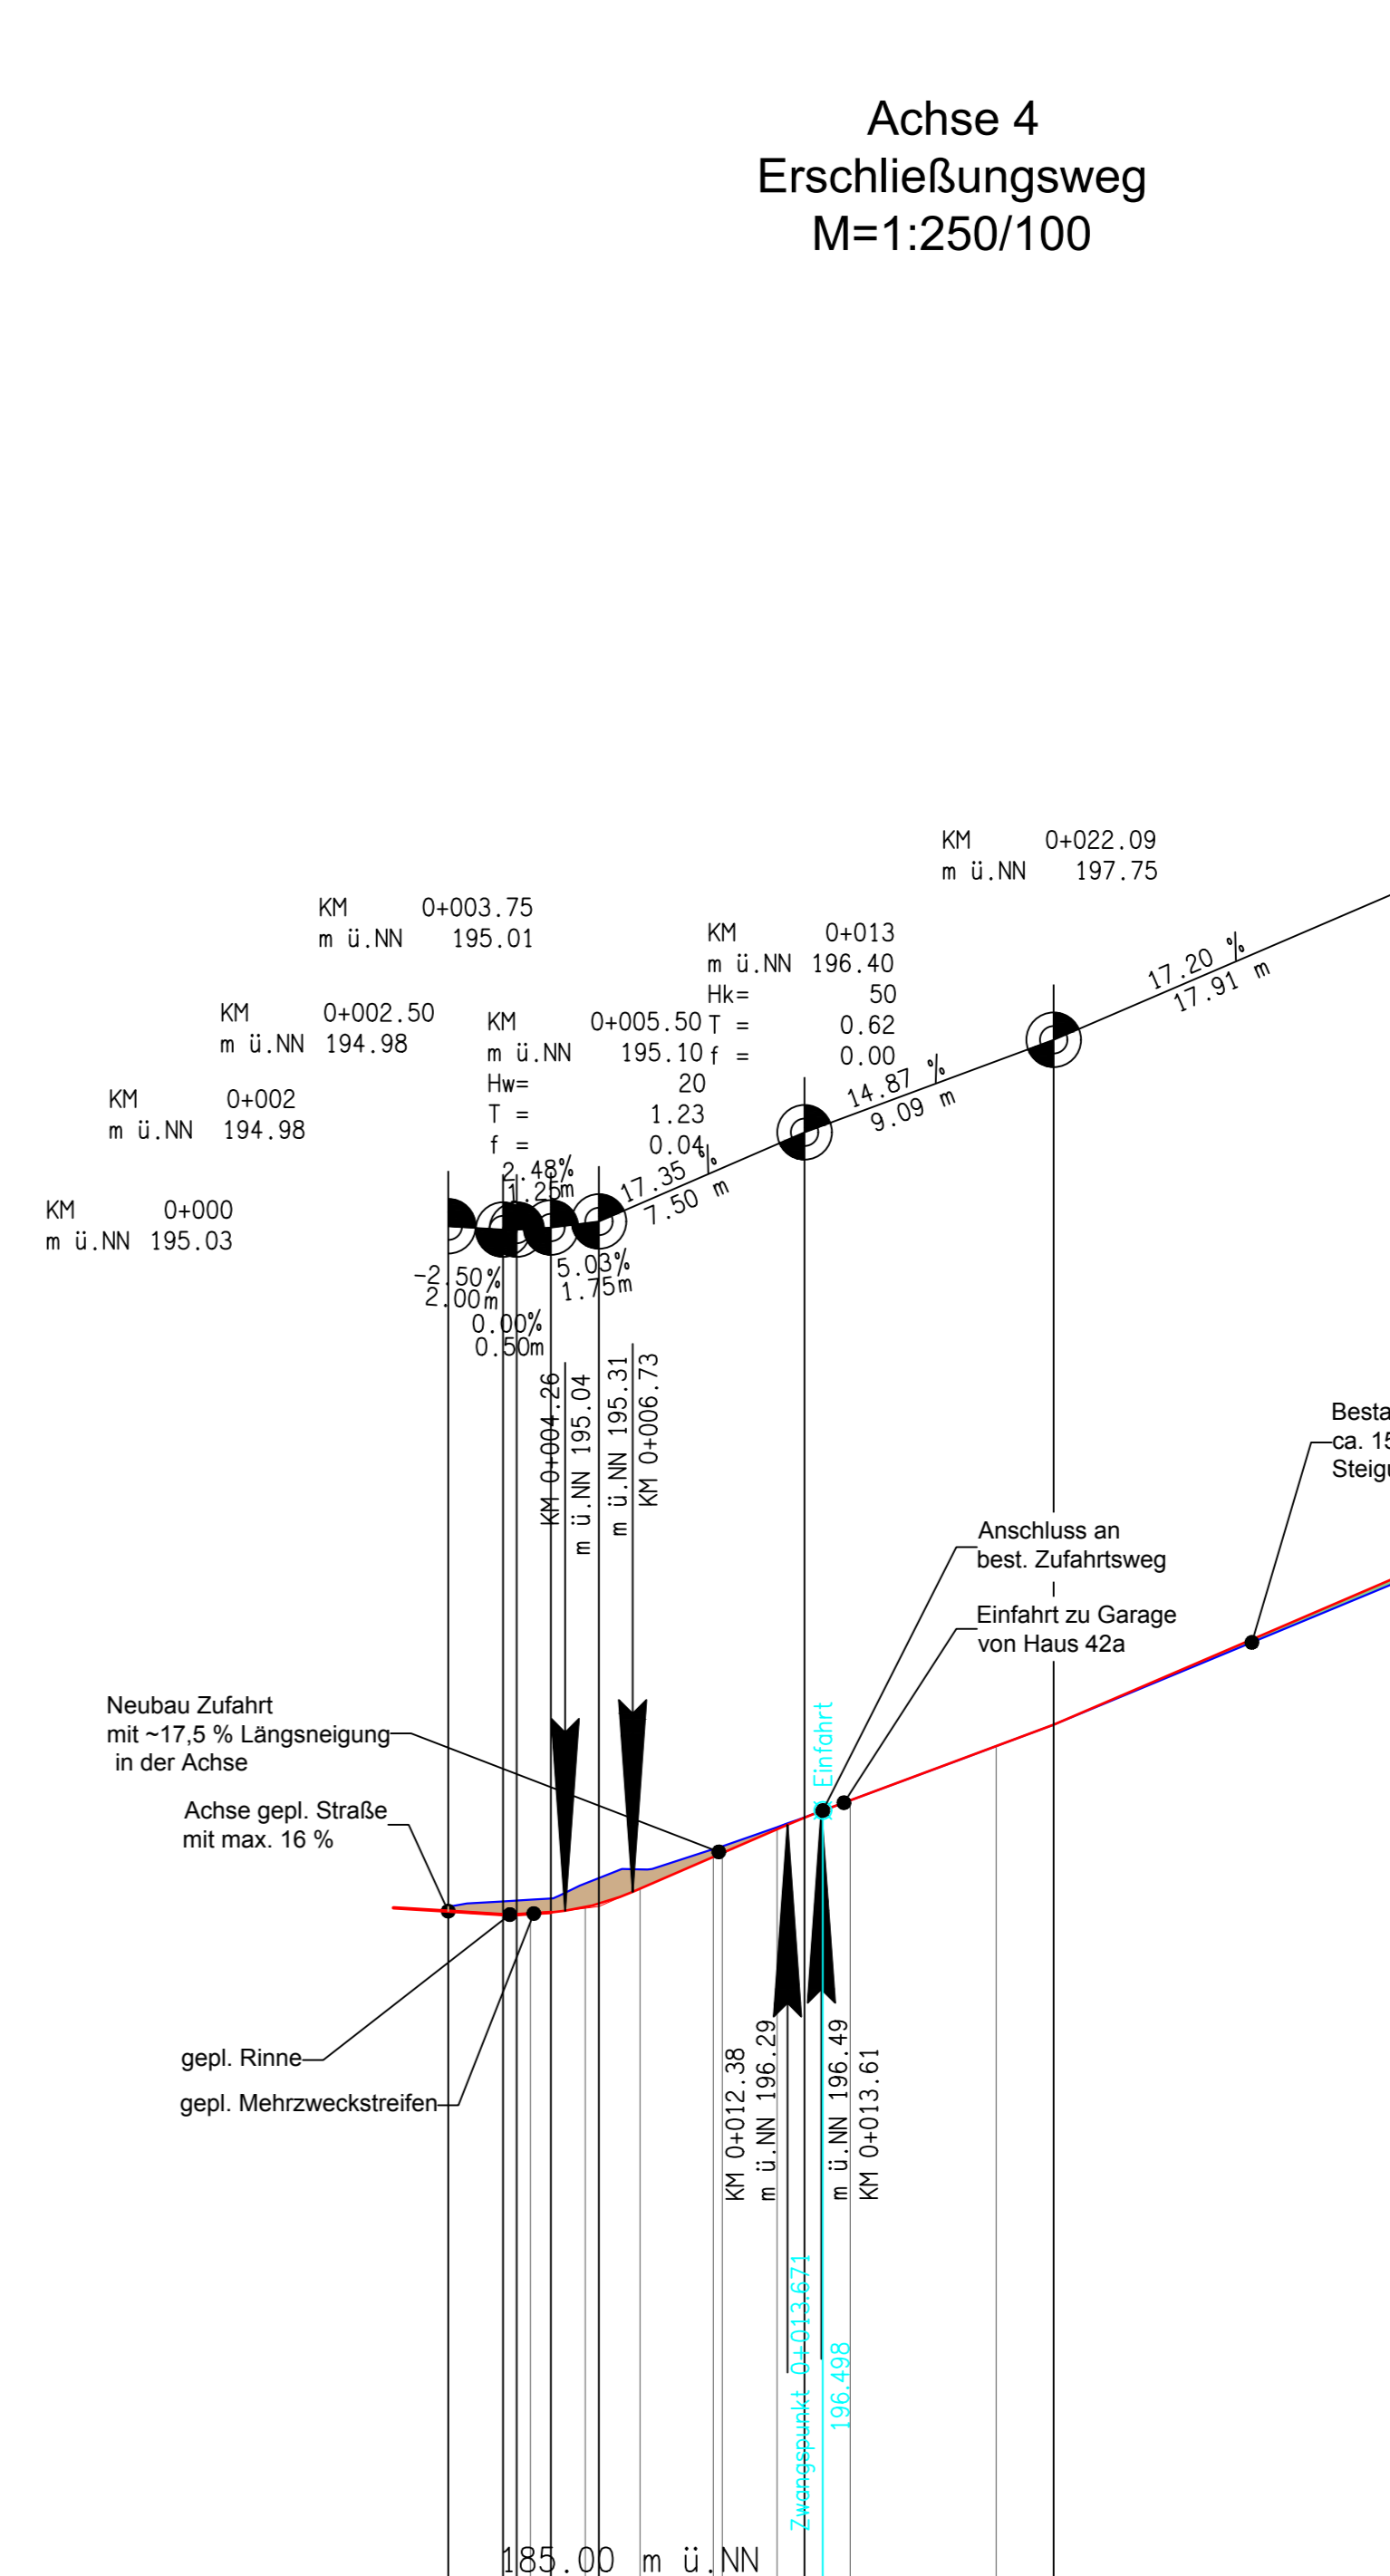 Achse 4
Erschließungsweg
M=1:250/100
KM 0+022.09
m ü.NN 197.75
KM 0+003.75
m ü.NN 195.01
KM 0+013
m ü.NN 196.40
Hk= 50
T = 0.62
f = 0.00
KM 0+002.50
m ü.NN 194.98
KM 0+005.50
m ü.NN 195.10
Hw= 20
T = 1.23
f = 0.04
KM 0+002
m ü.NN 194.98
KM 0+000
m ü.NN 195.03
17.20 %
17.91 m
14.87 %
9.09 m
17.35 %
7.50 m
2.48%
1.25m
5.03%
1.75m
-2.50%
2.00m
0.00%
0.50m
KM 0+004.26
m ü.NN 195.04
m ü.NN 195.31
KM 0+006.73
ca.
Anschluss an
best. Zufahrtsweg
Einfahrt zu Garage
von Haus 42a
Neubau Zufahrt
mit ~17,5 % Längsneigung
in der Achse
Achse gepl. Straße
mit max. 16 %
Einfahrt
gepl. Rinne
gepl. Mehrzweckstreifen
KM 0+012.38
m ü.NN 196.29
m ü.NN 196.49
KM 0+013.61
Zwangspunkt 0+013.671
196.498
185.00 m ü.NN